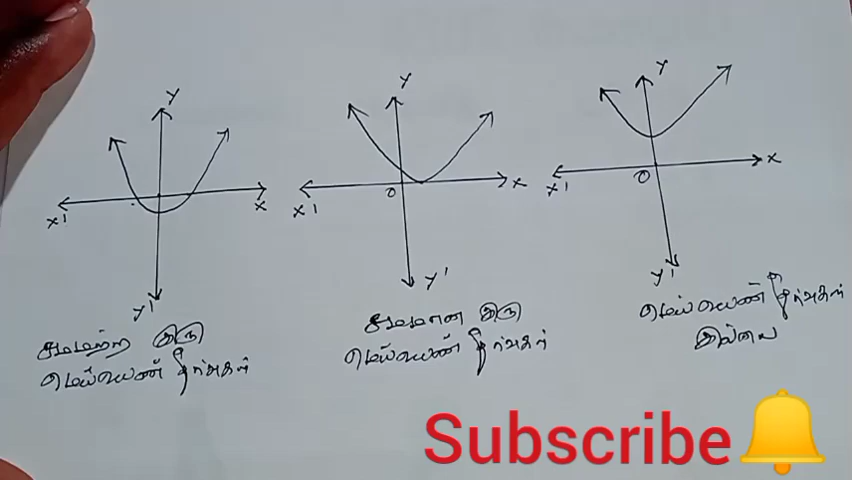 Y
Y
Y
X'
X
X'
O
X
X'
O
X
Y'
Y'
Y'
சமமற்ற இரு
மெய்யெண் தீர்வுகள்
சமமான இரு
மெய்யெண் தீர்வுகள்
மெய்யெண் தீர்வுகள்
இல்லை
Subscribe